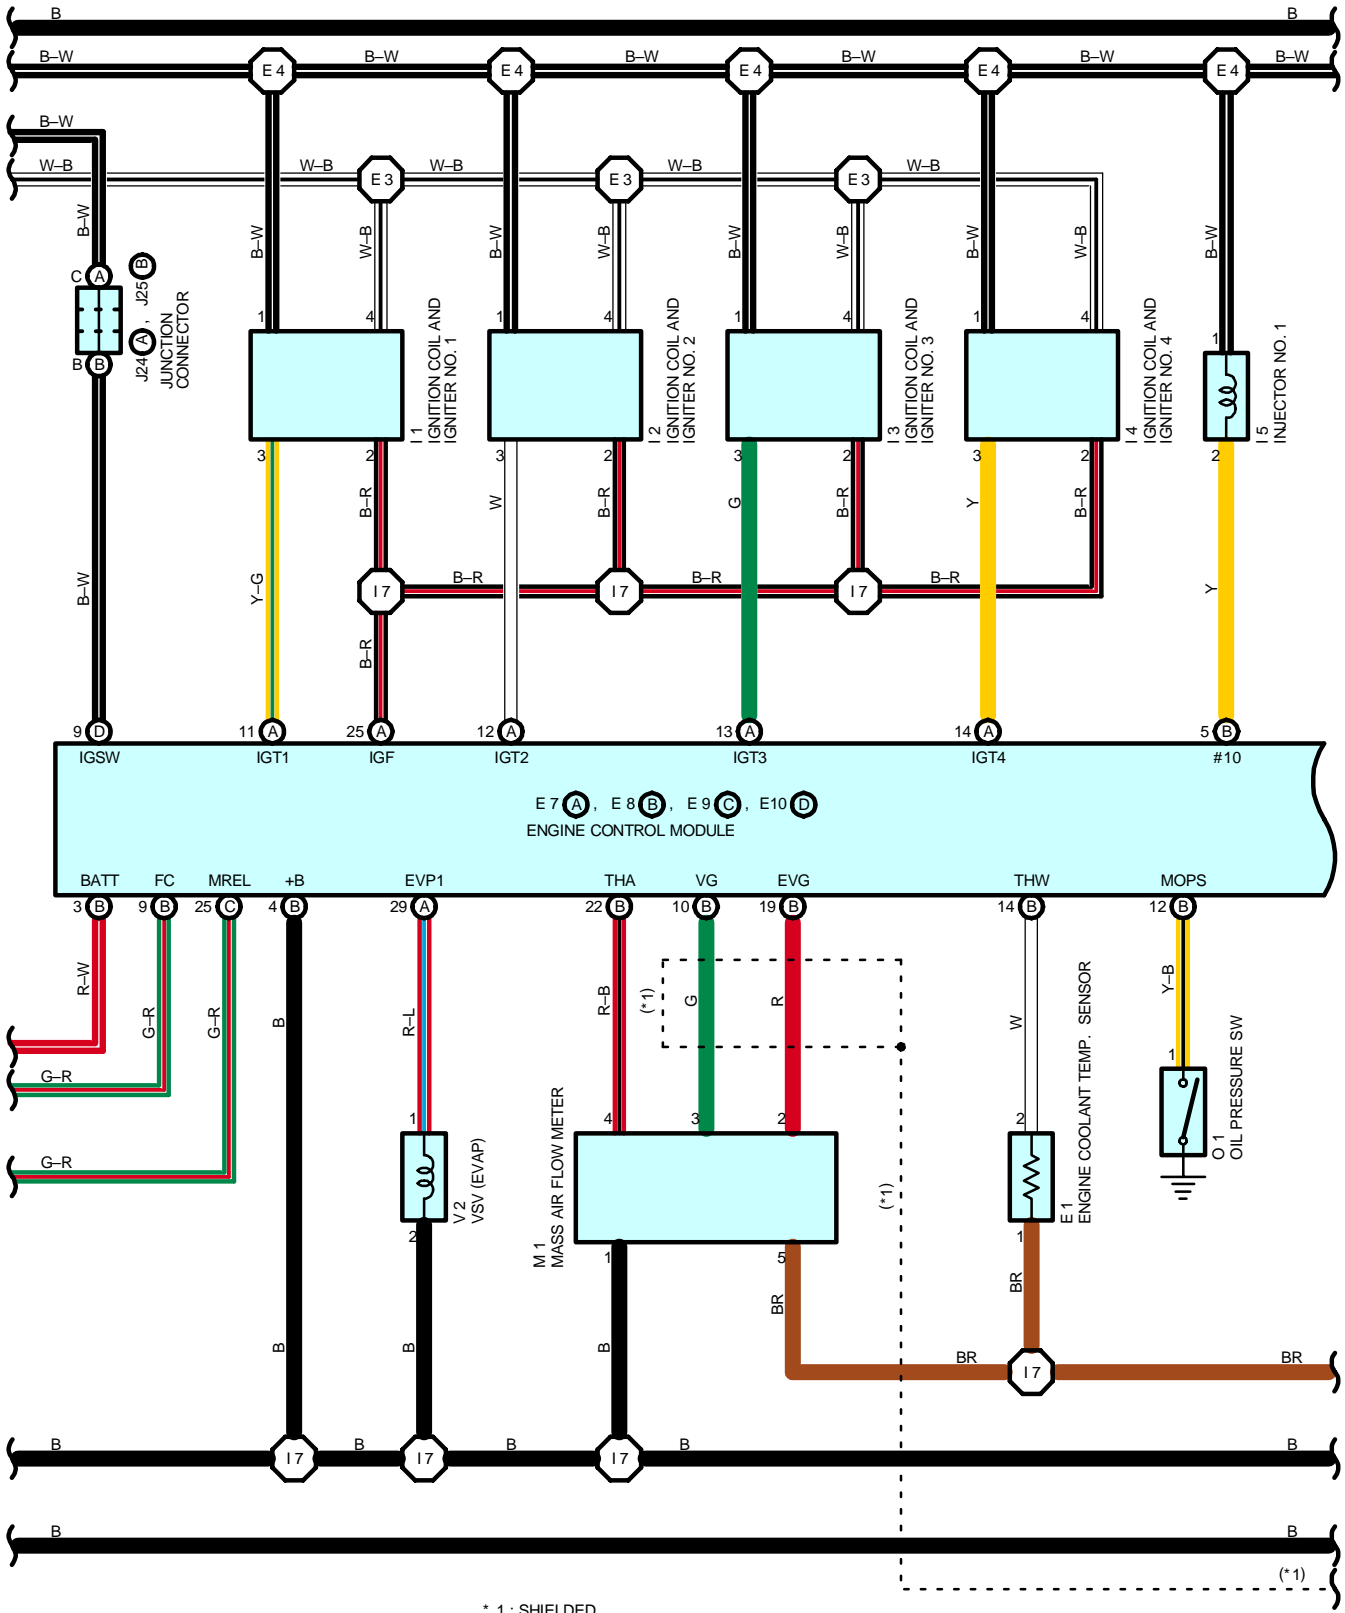 B B
B–W B–W B–W B–W B–W B–W
E 4 E 4 E 4 E 4 E 4
B–W
W–B W–B W–B W–B W–B
E 3 E 3 E 3
B–W B–W W–B B–W W–B B–W W–B B–W W–B B–W
C A
J24 A , J25 B
JUNCTION
CONNECTOR
B B
1 4 1 4 1 4 1 4 1
I 1
IGNITION COIL AND
IGNITER NO. 1
I 2
IGNITION COIL AND
IGNITER NO. 2
I 3
IGNITION COIL AND
IGNITER NO. 3
I 4
IGNITION COIL AND
IGNITER NO. 4
I 5
INJECTOR NO. 1
3 2 3 2 3 2 3 2 2
B–R W B–R G B–R Y B–R
B–W Y–G Y
B–R B–R B–R
I 7 I 7 I 7
B–R
9 D 11 A 25 A 12 A 13 A 14 A 5 B
IGSW IGT1 IGF IGT2 IGT3 IGT4 #10
E 7 A , E 8 B , E 9 C , E10 D
ENGINE CONTROL MODULE
BATT FC MREL +B EVP1 THA VG EVG THW MOPS
3 B 9 B 25 C 4 B 29 A 22 B 10 B 19 B 14 B 12 B
R–W G–R G–R B R–L R–B (*1) G R W Y–B
G–R
G–R
1 4 3 2 2 1
V 2
VSV (EVAP)
M 1
MASS AIR FLOW METER
(*1)
E 1
ENGINE COOLANT TEMP. SENSOR
O 1
OIL PRESSURE SW
2 1 5 1
B B B BR BR
BR BR
I 7
B B B B B
I 7 I 7 I 7
B B
(*1)
* 1 : SHIELDED